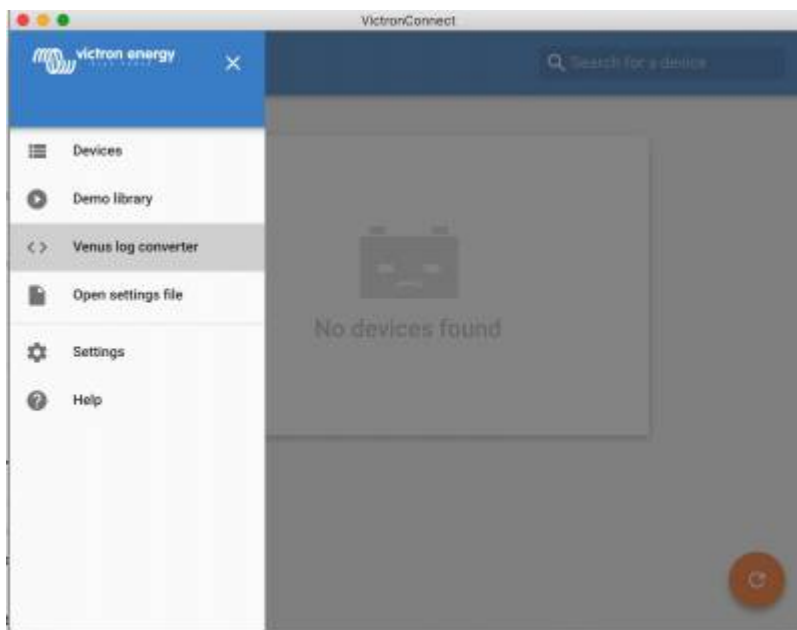 VictronConnect
victron energy
Search for a device
Devices
Demo library
Venus log converter
Open settings file
No devices found
Settings
Help